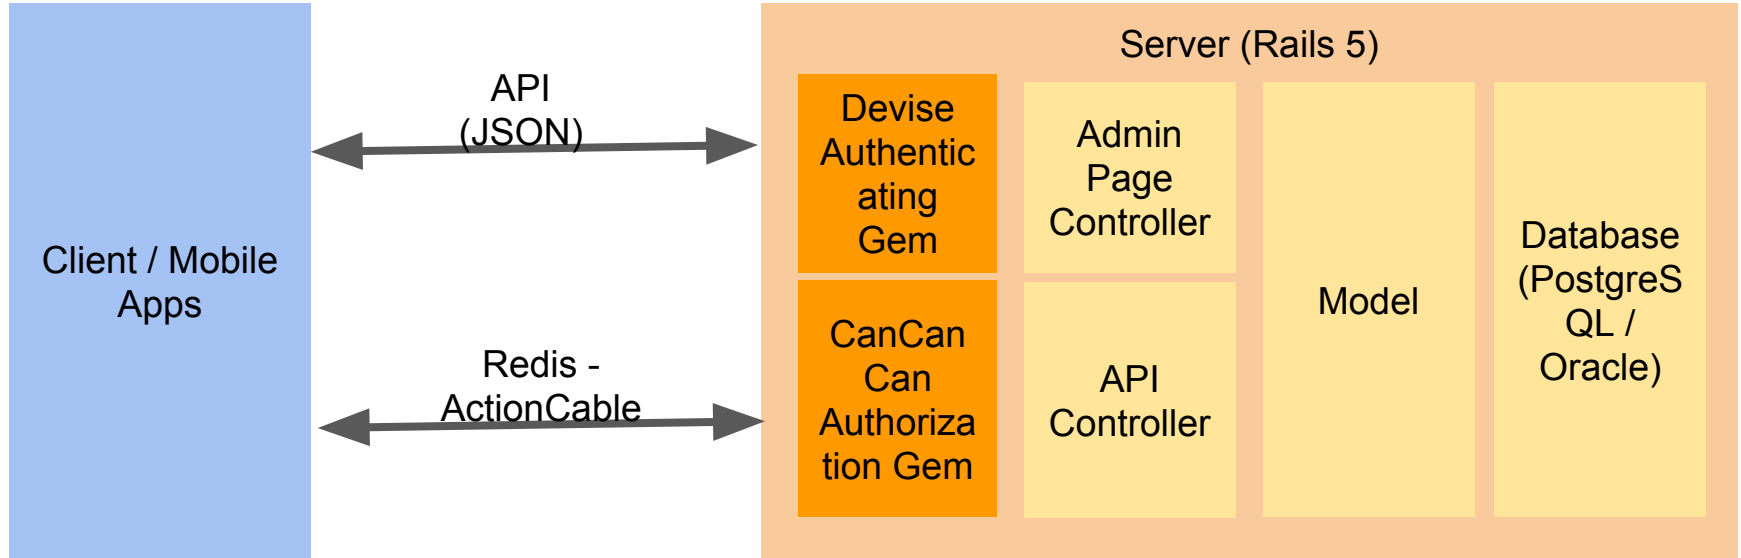 Server (Rails 5)
API
(JSON)
Client / Mobile
Apps
Redis -
ActionCable
Devise
Authentic
ating
Gem
CanCan
Can
Authoriza
tion Gem
Admin
Page
Controller
API
Controller
Model
Database
(PostgreS
QL /
Oracle)